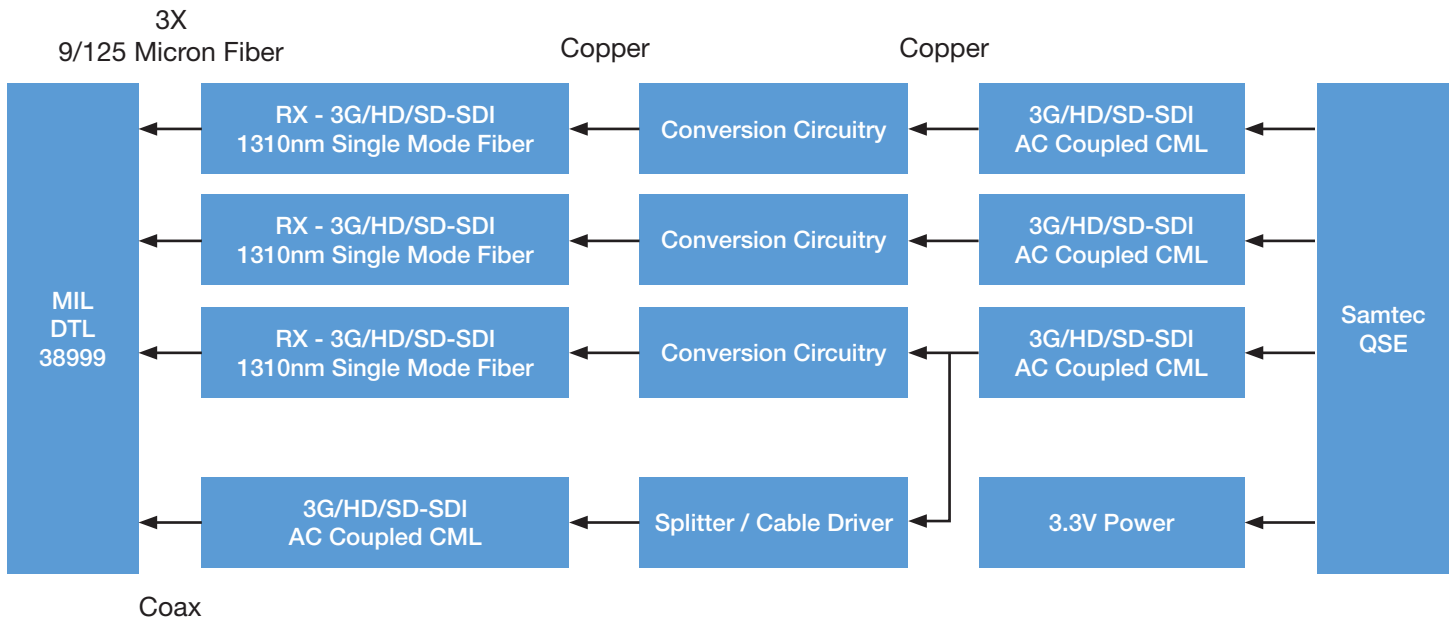 3X
9/125 Micron Fiber
Copper
Copper
MIL
DTL
38999
RX - 3G/HD/SD-SDI
1310nm Single Mode Fiber
Conversion Circuitry
3G/HD/SD-SDI
AC Coupled CML
Samtec
QSE
RX - 3G/HD/SD-SDI
1310nm Single Mode Fiber
Conversion Circuitry
3G/HD/SD-SDI
AC Coupled CML
RX - 3G/HD/SD-SDI
1310nm Single Mode Fiber
Conversion Circuitry
3G/HD/SD-SDI
AC Coupled CML
3G/HD/SD-SDI
AC Coupled CML
Splitter / Cable Driver
3.3V Power
Coax